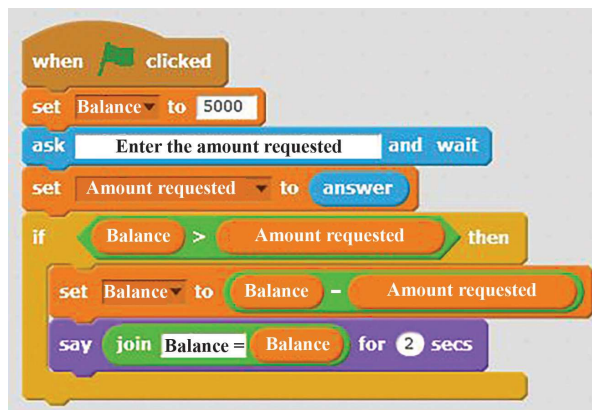 when clicked
set Balance to 5000
ask Enter the amount requested and wait
set Amount requested to answer
if Balance > Amount requested then
set Balance to Balance - Amount requested
say join Balance = Balance for 2 secs